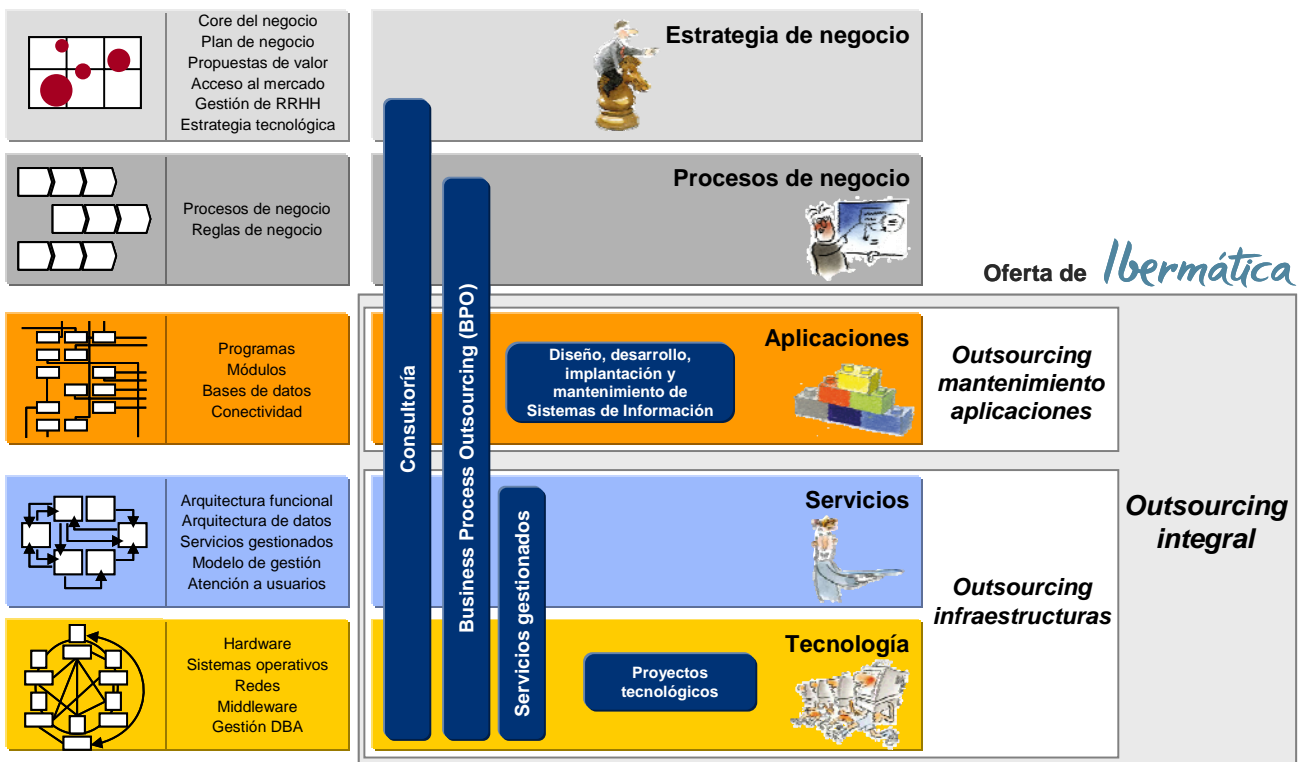 Core del negocio
Plan de negocio
Propuestas de valor
Acceso al mercado
Gestión de RRHH
Estrategia tecnológica
Estrategia de negocio
Procesos de negocio
Reglas de negocio
Procesos de negocio
Oferta de Ibermática
Programas
Módulos
Bases de datos
Conectividad
Consultoría
Business Process Outsourcing (BPO)
Diseño, desarrollo,
implantación y
mantenimiento de
Sistemas de Información
Aplicaciones
Outsourcing
mantenimiento
aplicaciones
Arquitectura funcional
Arquitectura de datos
Servicios gestionados
Modelo de gestión
Atención a usuarios
Servicios gestionados
Servicios
Outsourcing
integral
Outsourcing
infraestructuras
Hardware
Sistemas operativos
Redes
Middleware
Gestión DBA
Proyectos
tecnológicos
Tecnología